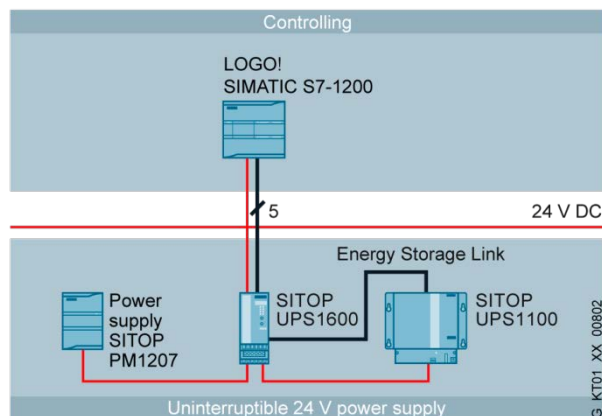 Controlling
LOGO!
SIMATIC S7-1200
5
24 V DC
Energy Storage Link
Power
supply
SITOP
PM1207
SITOP
UPS1600
SITOP
UPS1100
Uninterruptible 24 V power supply
KT01_XX_00802